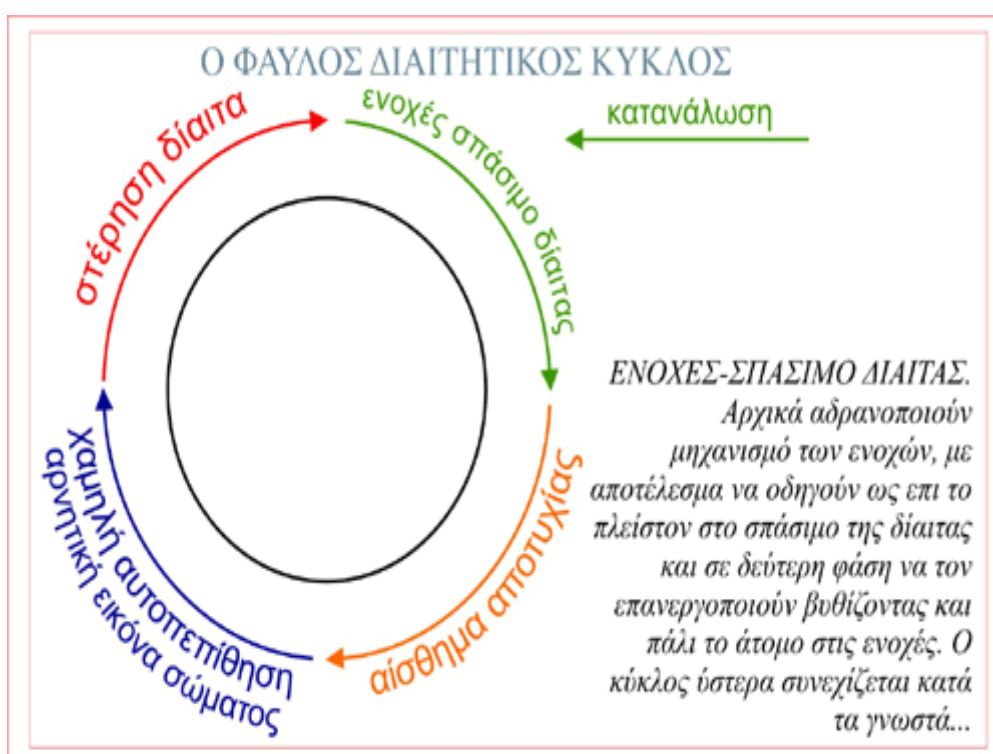 Ο ΦΑΥΛΟΣ ΔΙΑΙΤΗΤΙΚΟΣ ΚΥΚΛΟΣ
στέρηση δίαιτα
ενοχές σπάσιμο δίαιτας
κατανάλωση
αίσθημα αποτυχίας
χαμηλή αυτοπεπίθηση
αρνητική εικόνα σώματος
ΕΝΟΧΕΣ-ΣΠΑΣΙΜΟ ΔΙΑΙΤΑΣ.
Αρχικά αδρανοποιούν
μηχανισμό των ενοχών, με
αποτέλεσμα να οδηγούν ως επι το
πλείστον στο σπάσιμο της δίαιτας
και σε δεύτερη φάση να τον
επανεργοποιούν βυθίζοντας και
πάλι το άτομο στις ενοχές. Ο
κύκλος ύστερα συνεχίζεται κατά
τα γνωστά...